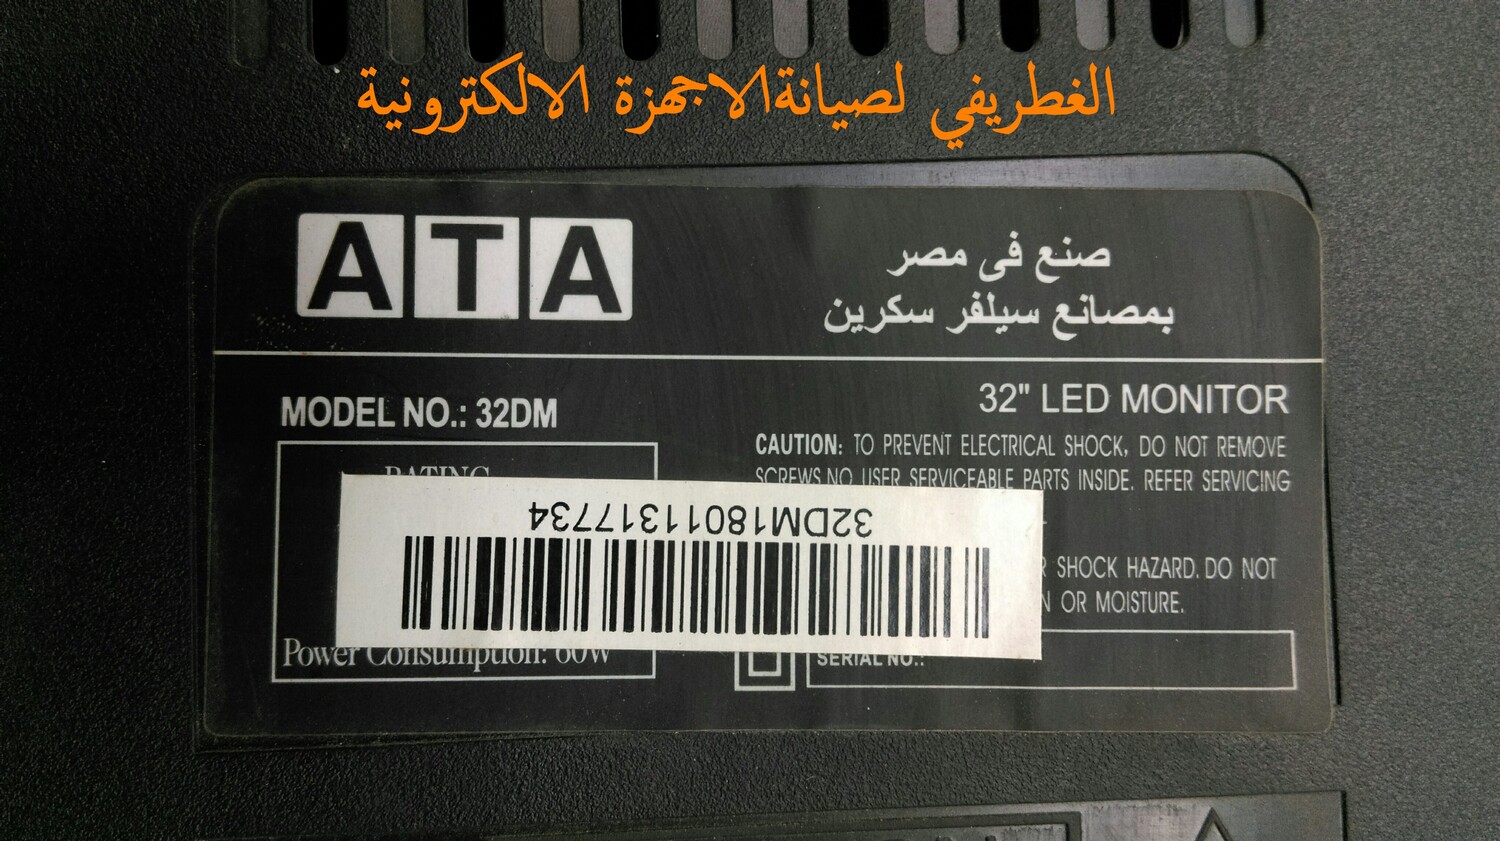 الغطريفي لصيانةالاجهزة الالكترونية
ATA
صنع فى مصر
بمصانع سيلفر سكرين
MODEL NO.: 32DM
32" LED MONITOR
CAUTION: TO PREVENT ELECTRICAL SHOCK, DO NOT REMOVE
SCREWS.NO USER SERVICEABLE PARTS INSIDE. REFER SERVICING
SHOCK HAZARD. DO NOT
OR MOISTURE.
RATING
32DM18011317734
Power Consumption: 60W
SERIAL NO.: